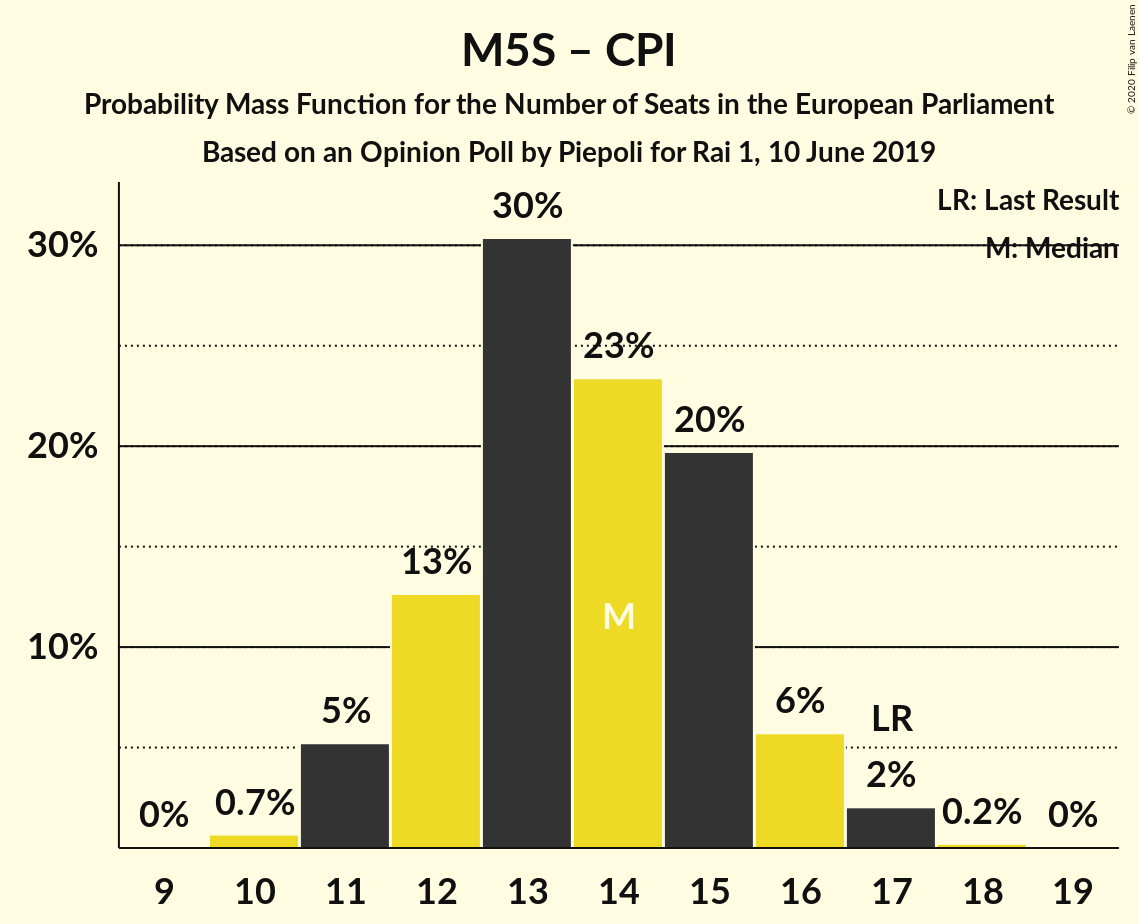 M5S – CPI
Probability Mass Function for the Number of Seats in the European Parliament
Based on an Opinion Poll by Piepoli for Rai 1, 10 June 2019
© 2020 Filip van Laenen
LR: Last Result
M: Median
30%
20%
10%
0%
0.7%
5%
13%
30%
23%
M
20%
6%
LR
2%
0.2%
0%
9 10 11 12 13 14 15 16 17 18 19